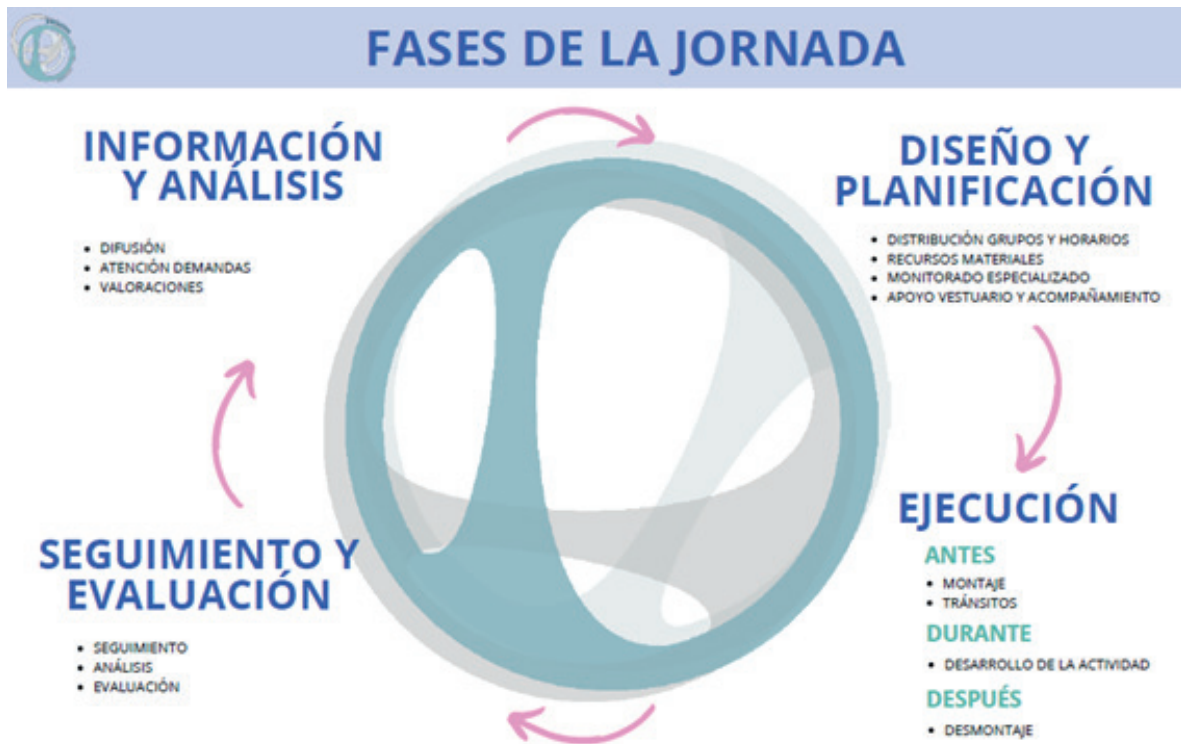 FASES DE LA JORNADA
INFORMACIÓN
Y ANÁLISIS
• DIFUSIÓN
• ATENCIÓN DEMANDAS
• VALORACIONES
DISEÑO Y
PLANIFICACIÓN
• DISTRIBUCIÓN GRUPOS Y HORARIOS
• RECURSOS MATERIALES
• MONITORADO ESPECIALIZADO
• APOYO VESTUARIO Y ACOMPAÑAMIENTO
EJECUCIÓN
ANTES
• MONTAJE
• TRÁNSITOS
DURANTE
• DESARROLLO DE LA ACTIVIDAD
DESPUÉS
• DESMONTAJE
SEGUIMIENTO Y
EVALUACIÓN
• SEGUIMIENTO
• ANÁLISIS
• EVALUACIÓN